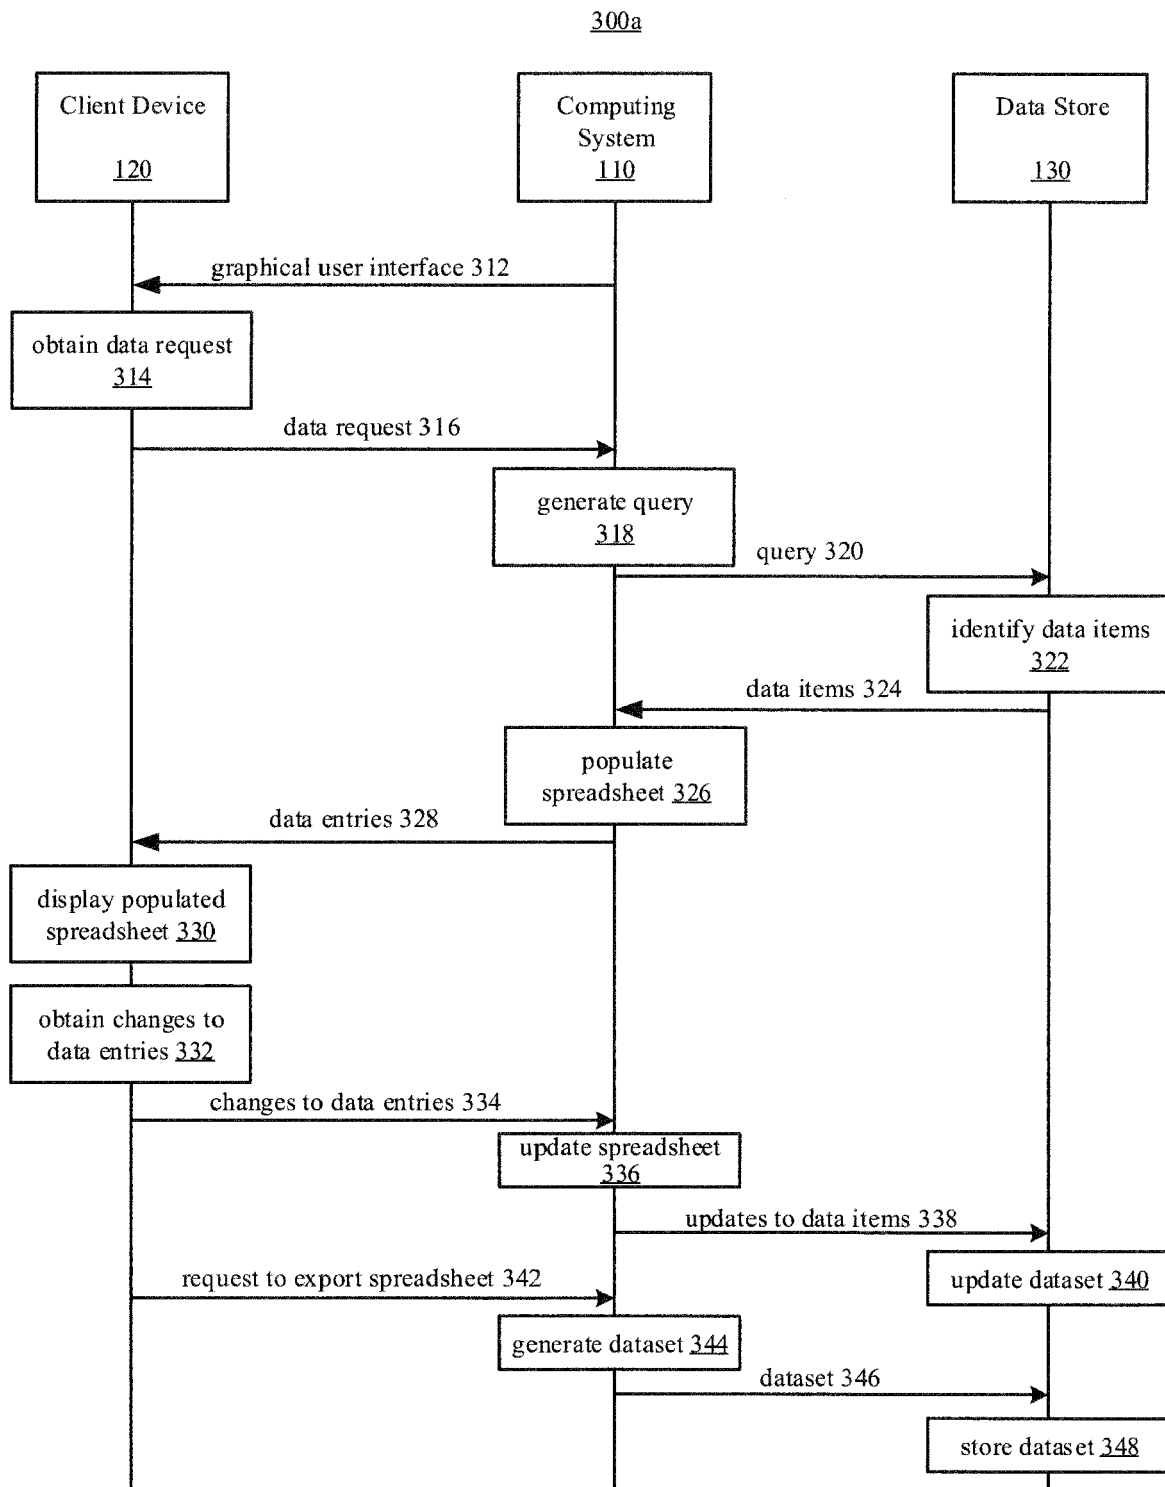 300a
Client Device
120
Computing
System
110
Data Store
130
graphical user interface 312
obtain data request
314
data request 316
generate query
318
query 320
identify data items
322
data items 324
populate
spreadsheet 326
data entries 328
display populated
spreadsheet 330
obtain changes to
data entries 332
changes to data entries 334
update spreadsheet
336
updates to data items 338
update dataset 340
request to export spreadsheet 342
generate dataset 344
dataset 346
store dataset 348